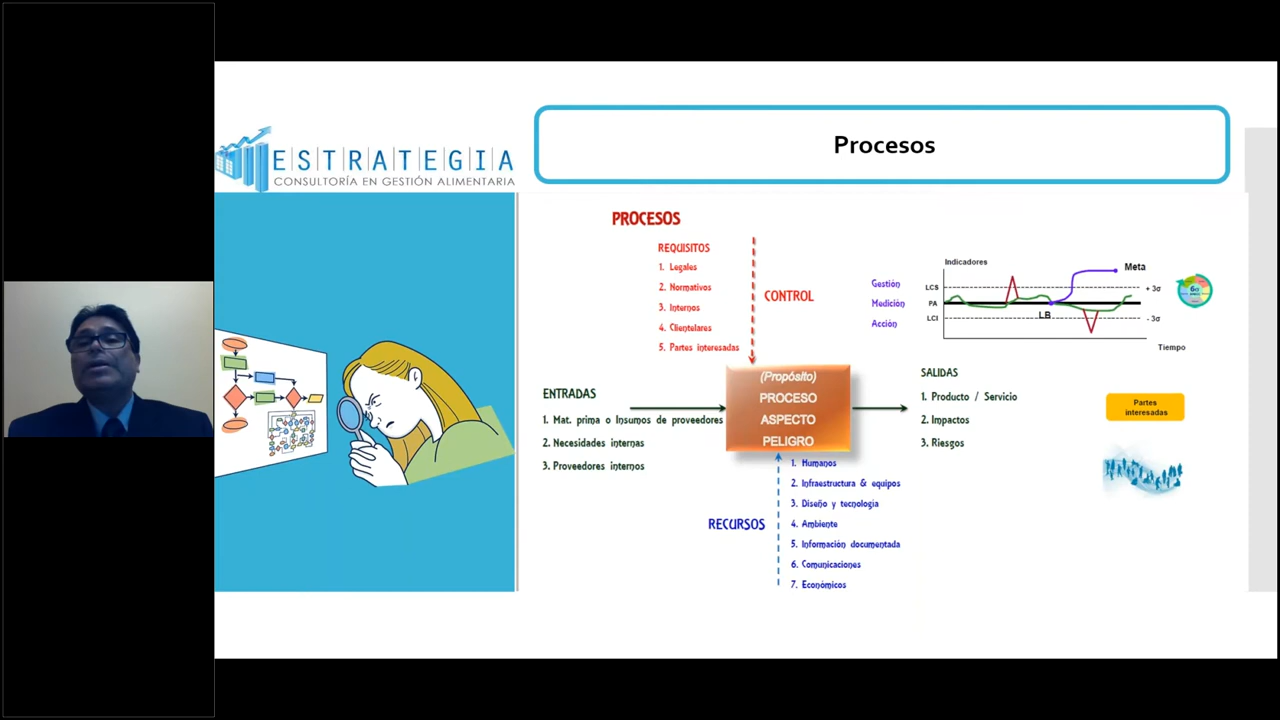 ESTRATEGIA
CONSULTORÍA EN GESTIÓN ALIMENTARIA
Procesos
PROCESOS
REQUISITOS
1. Legales
2. Normativos
3. Internos
4. Clientelares
5. Partes interesadas
CONTROL
Gestión
Medición
Acción
Indicadores
LCS
PA
LCI
LB
Meta
+ 3σ
- 3σ
Tiempo
6σ
ENTRADAS
1. Mat. prima o Insumos de proveedores
2. Necesidades internas
3. Proveedores internos
(Propósito)
PROCESO
ASPECTO
PELIGRO
SALIDAS
1. Producto / Servicio
2. Impactos
3. Riesgos
Partes
interesadas
RECURSOS
1. Humanos
2. Infraestructura & equipos
3. Diseño y tecnologia
4. Ambiente
5. Información documentada
6. Comunicaciones
7. Económicos